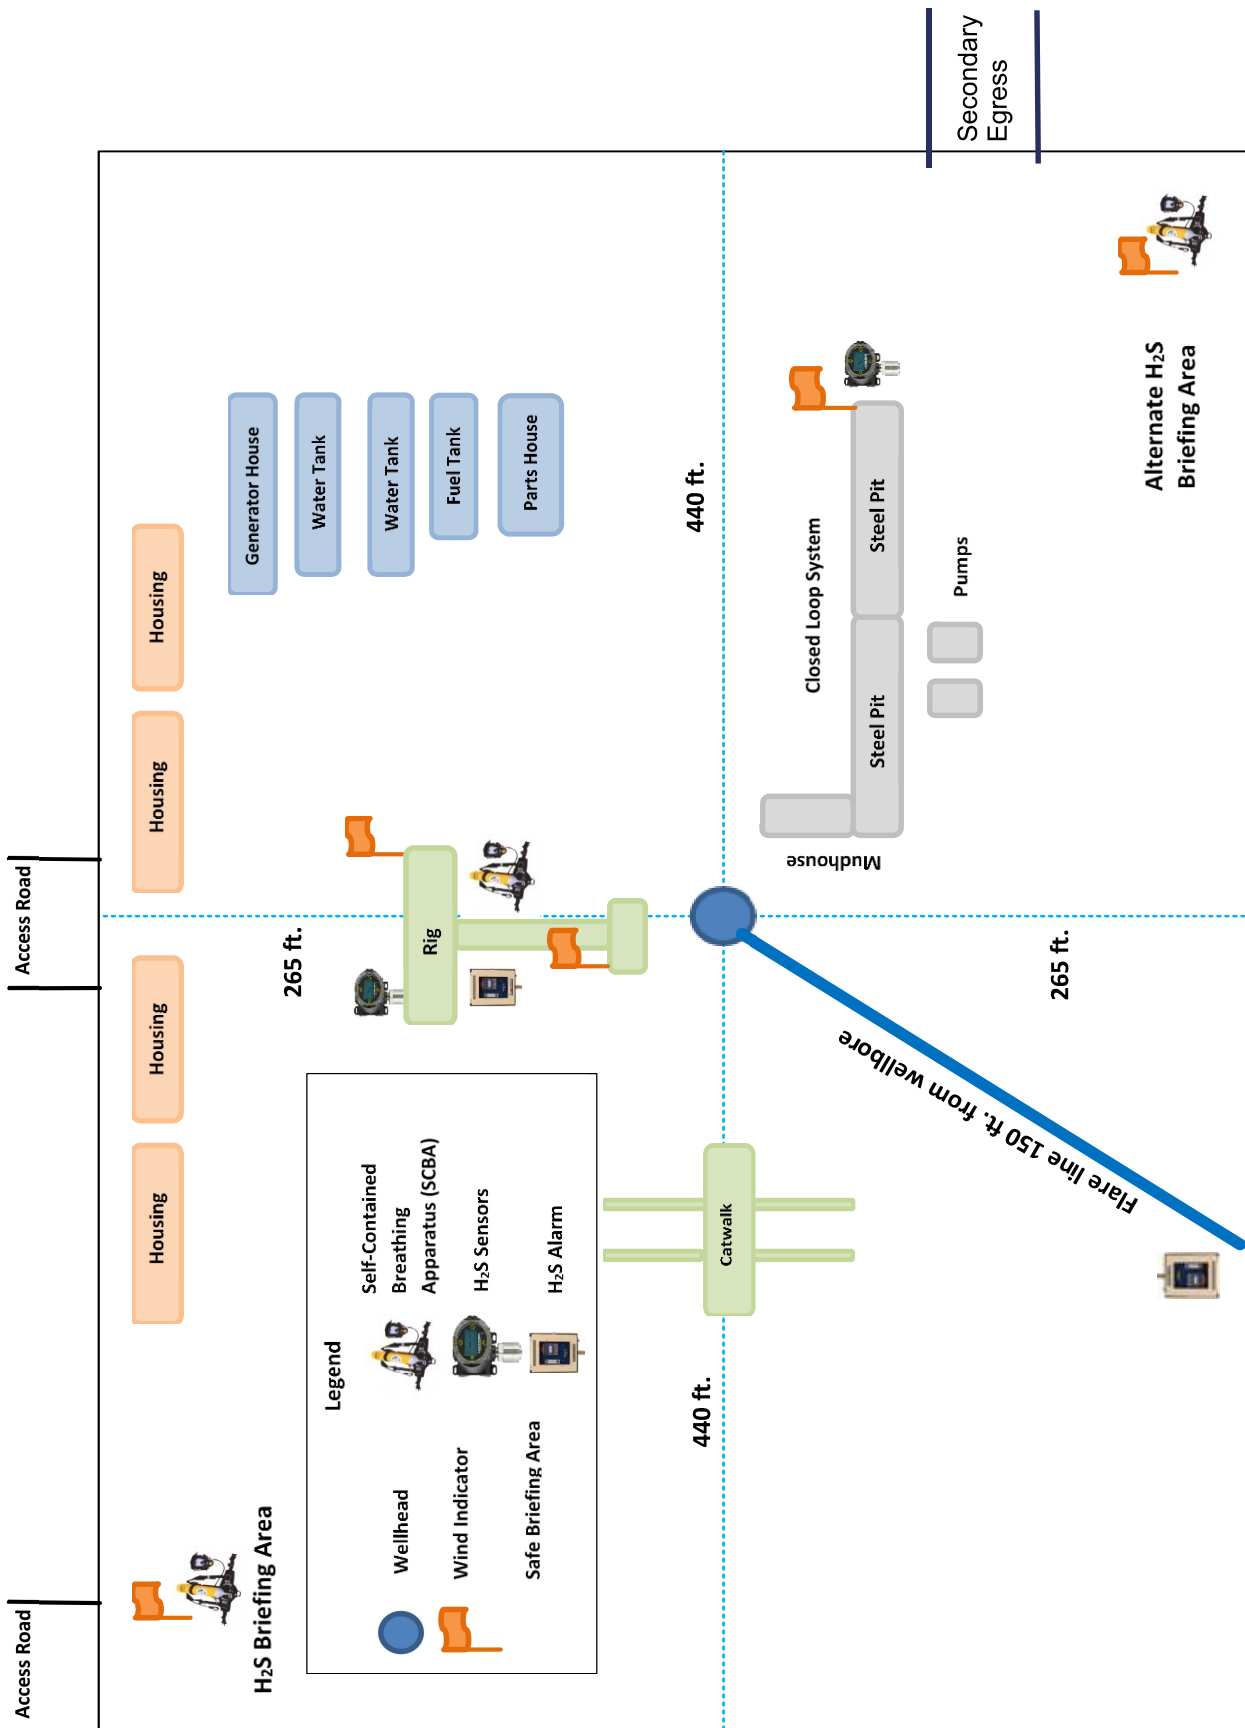 Access Road
Access Road
Secondary
Egress
Housing
Housing
Housing
Housing
H₂S Briefing Area
265 ft.
Generator House
Water Tank
Water Tank
Fuel Tank
Parts House
Rig
Legend
Wellhead
Wind Indicator
Safe Briefing Area
Self-Contained
Breathing
Apparatus (SCBA)
H₂S Sensors
H₂S Alarm
440 ft.
440 ft.
Catwalk
Mudhouse
Closed Loop System
Steel Pit
Steel Pit
Pumps
Flare line 150 ft. from wellbore
265 ft.
Alternate H₂S
Briefing Area